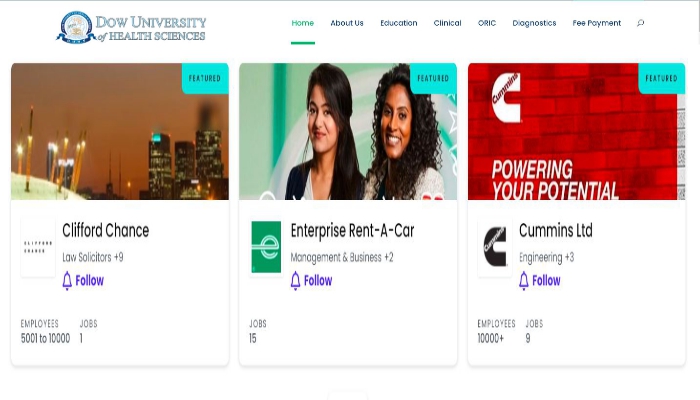 DOW UNIVERSITY
of HEALTH SCIENCES
Home About Us Education Clinical ORIC Diagnostics Fee Payment
FEATURED
Clifford Chance
CLIFFORD
CHANCE
Law Solicitors +9
Follow
EMPLOYEES JOBS
5001 to 10000 1
FEATURED
Enterprise Rent-A-Car
Management & Business +2
Follow
JOBS
15
FEATURED
Cummins
POWERING
YOUR POTENTIAL
Cummins Ltd
Cummins
Engineering +3
Follow
EMPLOYEES JOBS
10000+ 9